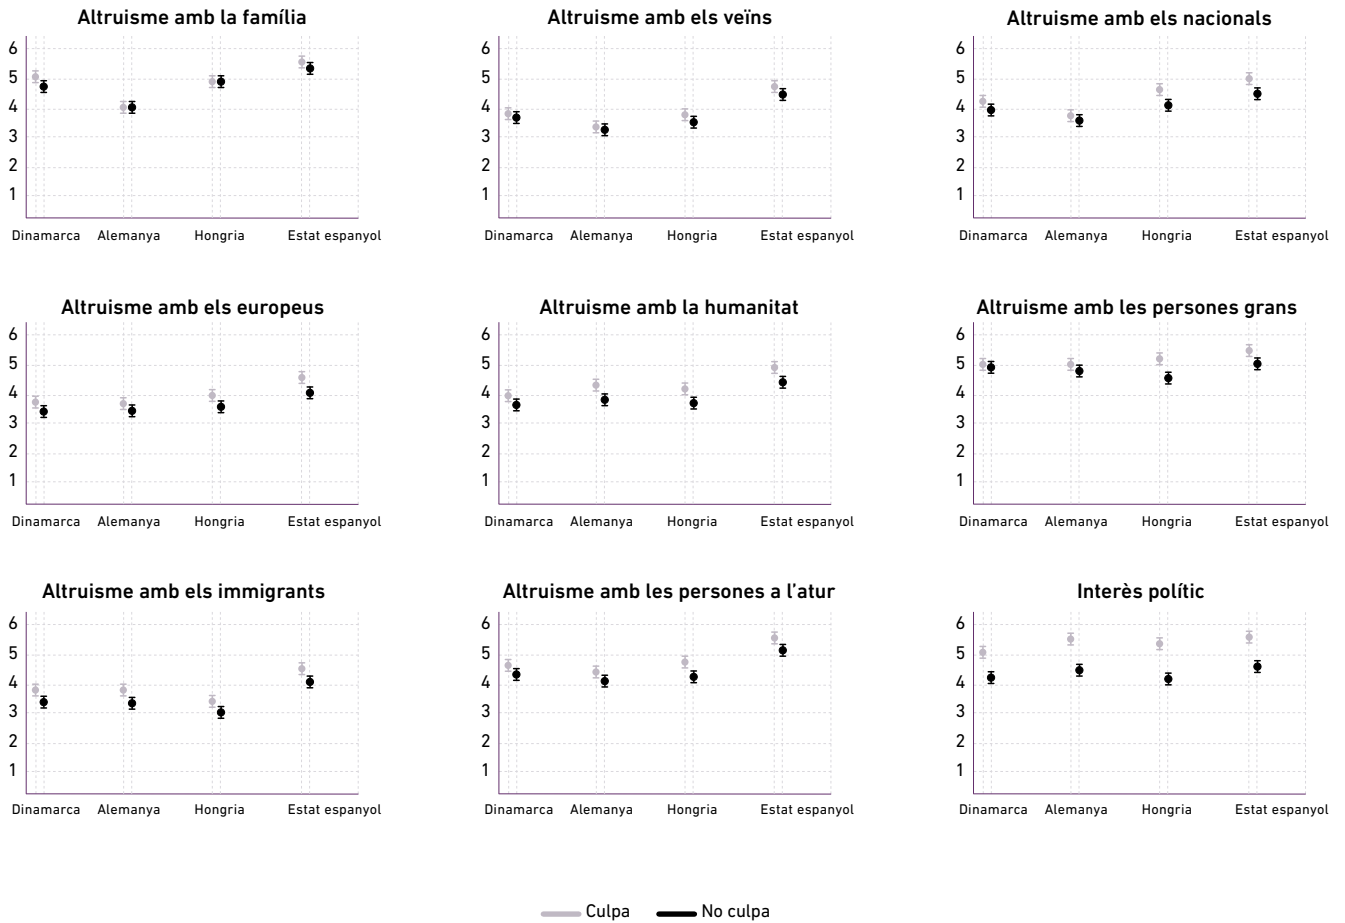 Altruisme amb la família
6
5
4
3
2
1
Dinamarca Alemanya Hongria Estat espanyol
Altruisme amb els veïns
6
5
4
3
2
1
Dinamarca Alemanya Hongria Estat espanyol
Altruisme amb els nacionals
6
5
4
3
2
1
Dinamarca Alemanya Hongria Estat espanyol
Altruisme amb els europeus
6
5
4
3
2
1
Dinamarca Alemanya Hongria Estat espanyol
Altruisme amb la humanitat
6
5
4
3
2
1
Dinamarca Alemanya Hongria Estat espanyol
Altruisme amb les persones grans
6
5
4
3
2
1
Dinamarca Alemanya Hongria Estat espanyol
Altruisme amb els immigrants
6
5
4
3
2
1
Dinamarca Alemanya Hongria Estat espanyol
Altruisme amb les persones a l’atur
6
5
4
3
2
1
Dinamarca Alemanya Hongria Estat espanyol
Interès polític
6
5
4
3
2
1
Dinamarca Alemanya Hongria Estat espanyol
Culpa No culpa